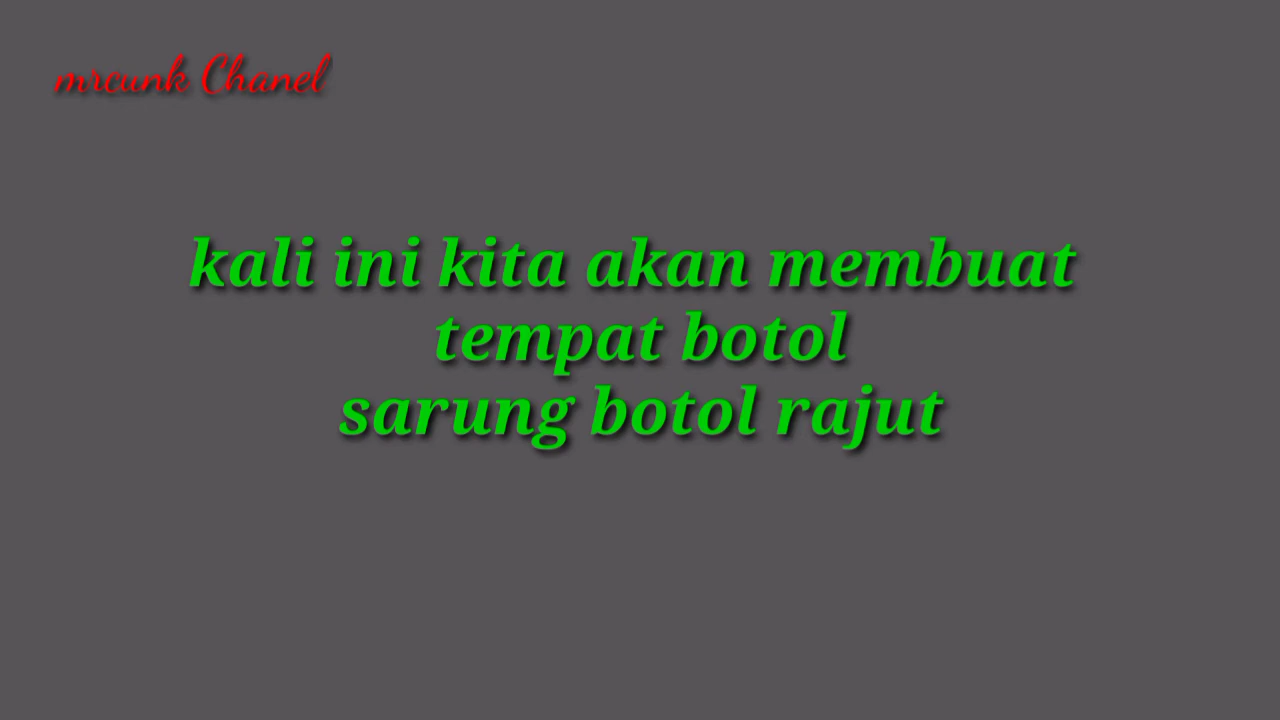 mrcunk Chanel
kali ini kita akan membuat
tempat botol
sarung botol rajut